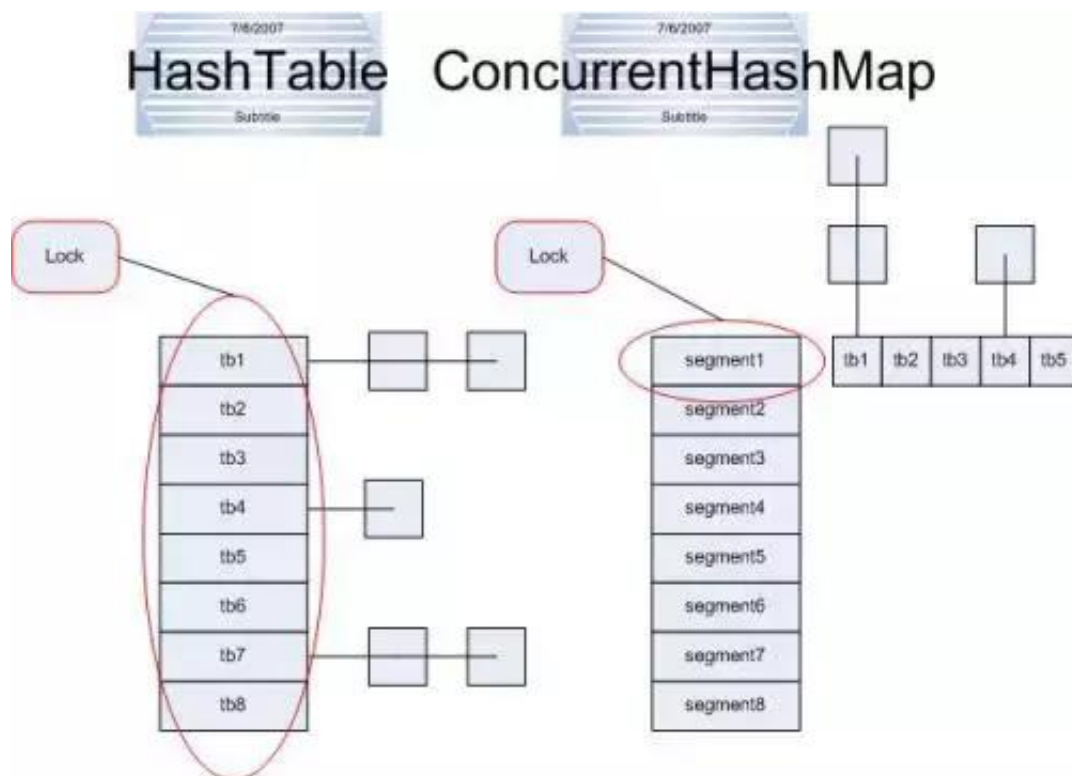 7/6/2007
HashTable
Subtitle
7/6/2007
ConcurrentHashMap
Subtitle
Lock
tb1
tb2
tb3
tb4
tb5
tb6
tb7
tb8
Lock
segment1
segment2
segment3
segment4
segment5
segment6
segment7
segment8
tb1
tb2
tb3
tb4
tb5